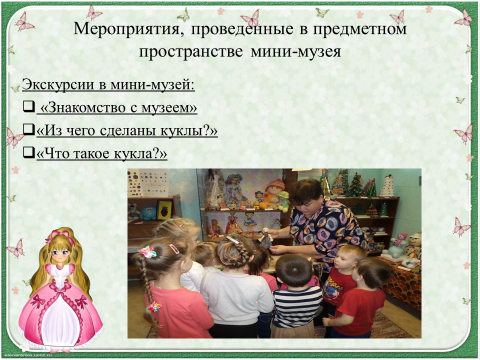 Мероприятия, проведенные в предметном
пространстве мини-музея
Экскурсии в мини-музей:
«Знакомство с музеем»
«Из чего сделаны куклы?»
«Что такое кукла?»